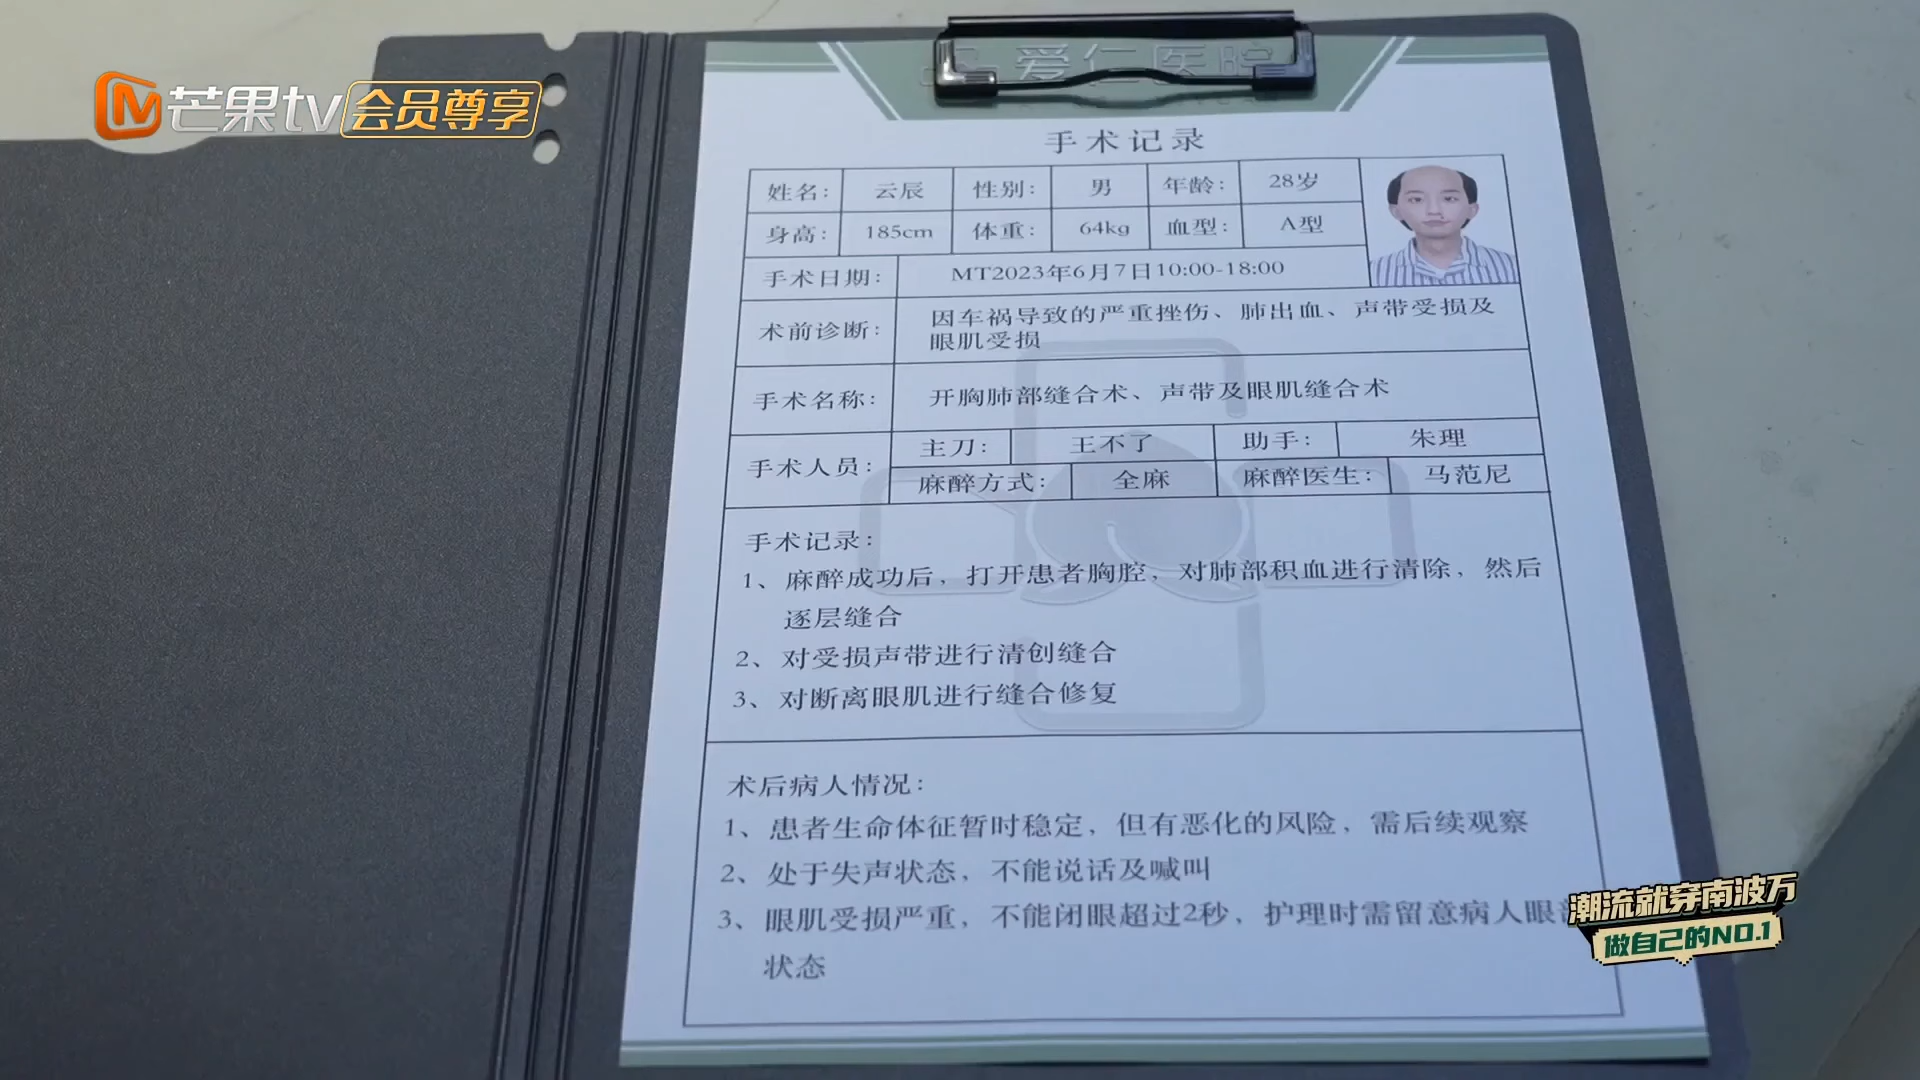 芒果tv会员尊享
爱仁医院
手术记录
姓名: 云辰 性别: 男 年龄: 28岁
身高: 185cm 体重: 64kg 血型: A型
手术日期: MT2023年6月7日10:00-18:00
术前诊断: 因车祸导致的严重挫伤、肺出血、声带受损及
眼肌受损
手术名称: 开胸肺部缝合术、声带及眼肌缝合术
手术人员: 主刀: 王不了 助手: 朱理
麻醉方式: 全麻 麻醉医生: 马范尼
手术记录:
1、麻醉成功后，打开患者胸腔，对肺部积血进行清除，然后
逐层缝合
2、对受损声带进行清创缝合
3、对断离眼肌进行缝合修复
术后病人情况:
1、患者生命体征暂时稳定，但有恶化的风险，需后续观察
2、处于失声状态，不能说话及喊叫
3、眼肌受损严重，不能闭眼超过2秒，护理时需留意病人眼部
状态
潮流就穿南波万
做自己的NO.1